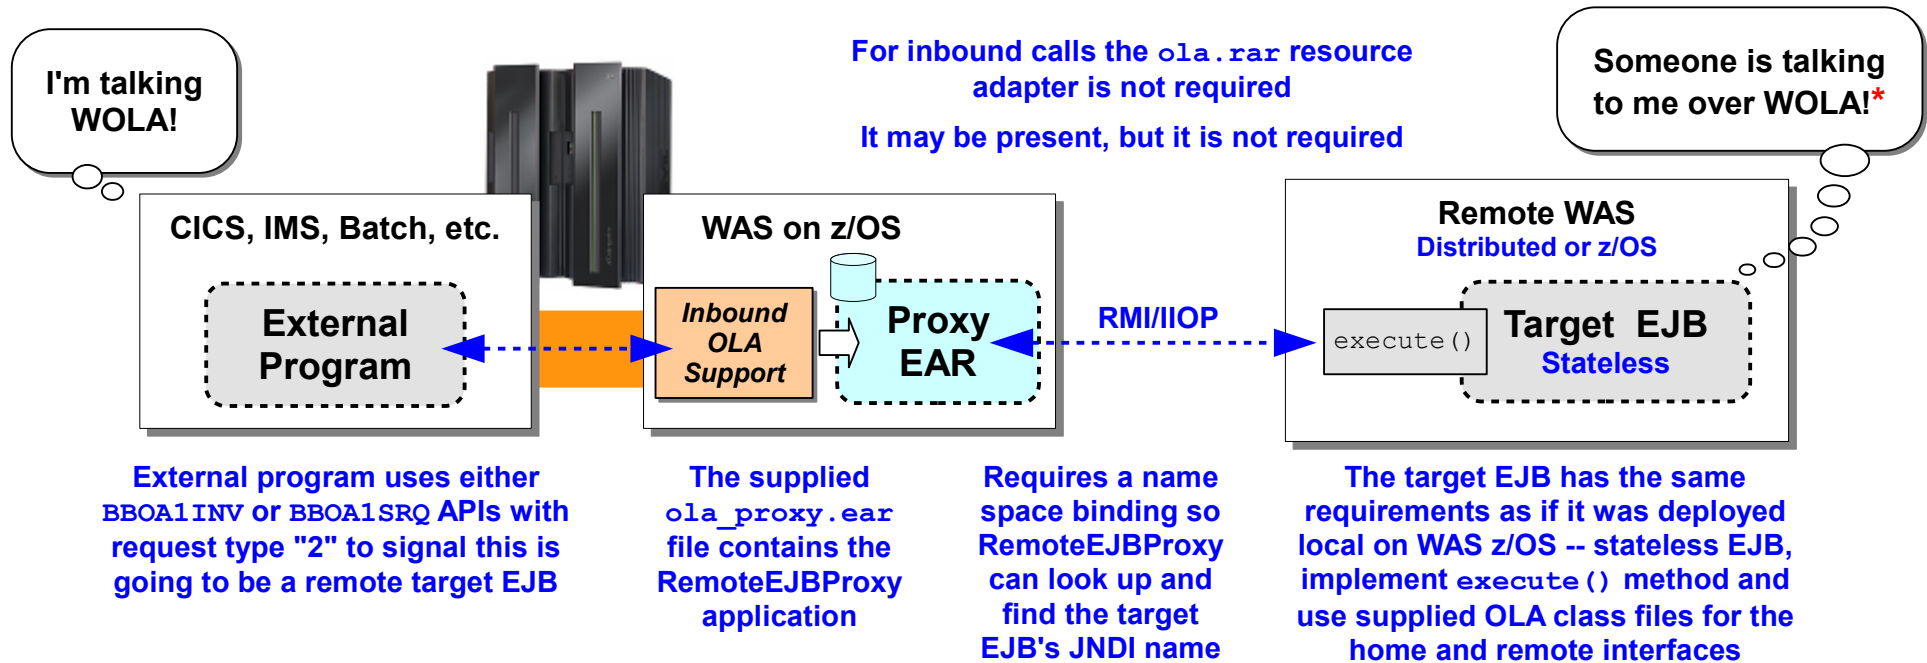 I'm talking
WOLA!
For inbound calls the ola.rar resource
adapter is not required
It may be present, but it is not required
Someone is talking
to me over WOLA!*
CICS, IMS, Batch, etc.
External
Program
WAS on z/OS
Inbound
OLA
Support
Proxy
EAR
RMI/IIOP
Remote WAS
Distributed or z/OS
execute()
Target EJB
Stateless
External program uses either
BBOA1INV or BBOA1SRQ APIs with
request type "2" to signal this is
going to be a remote target EJB
The supplied
ola_proxy.ear
file contains the
RemoteEJBProxy
application
Requires a name
space binding so
RemoteEJBProxy
can look up and
find the target
EJB's JNDI name
The target EJB has the same
requirements as if it was deployed
local on WAS z/OS -- stateless EJB,
implement execute() method and
use supplied OLA class files for the
home and remote interfaces